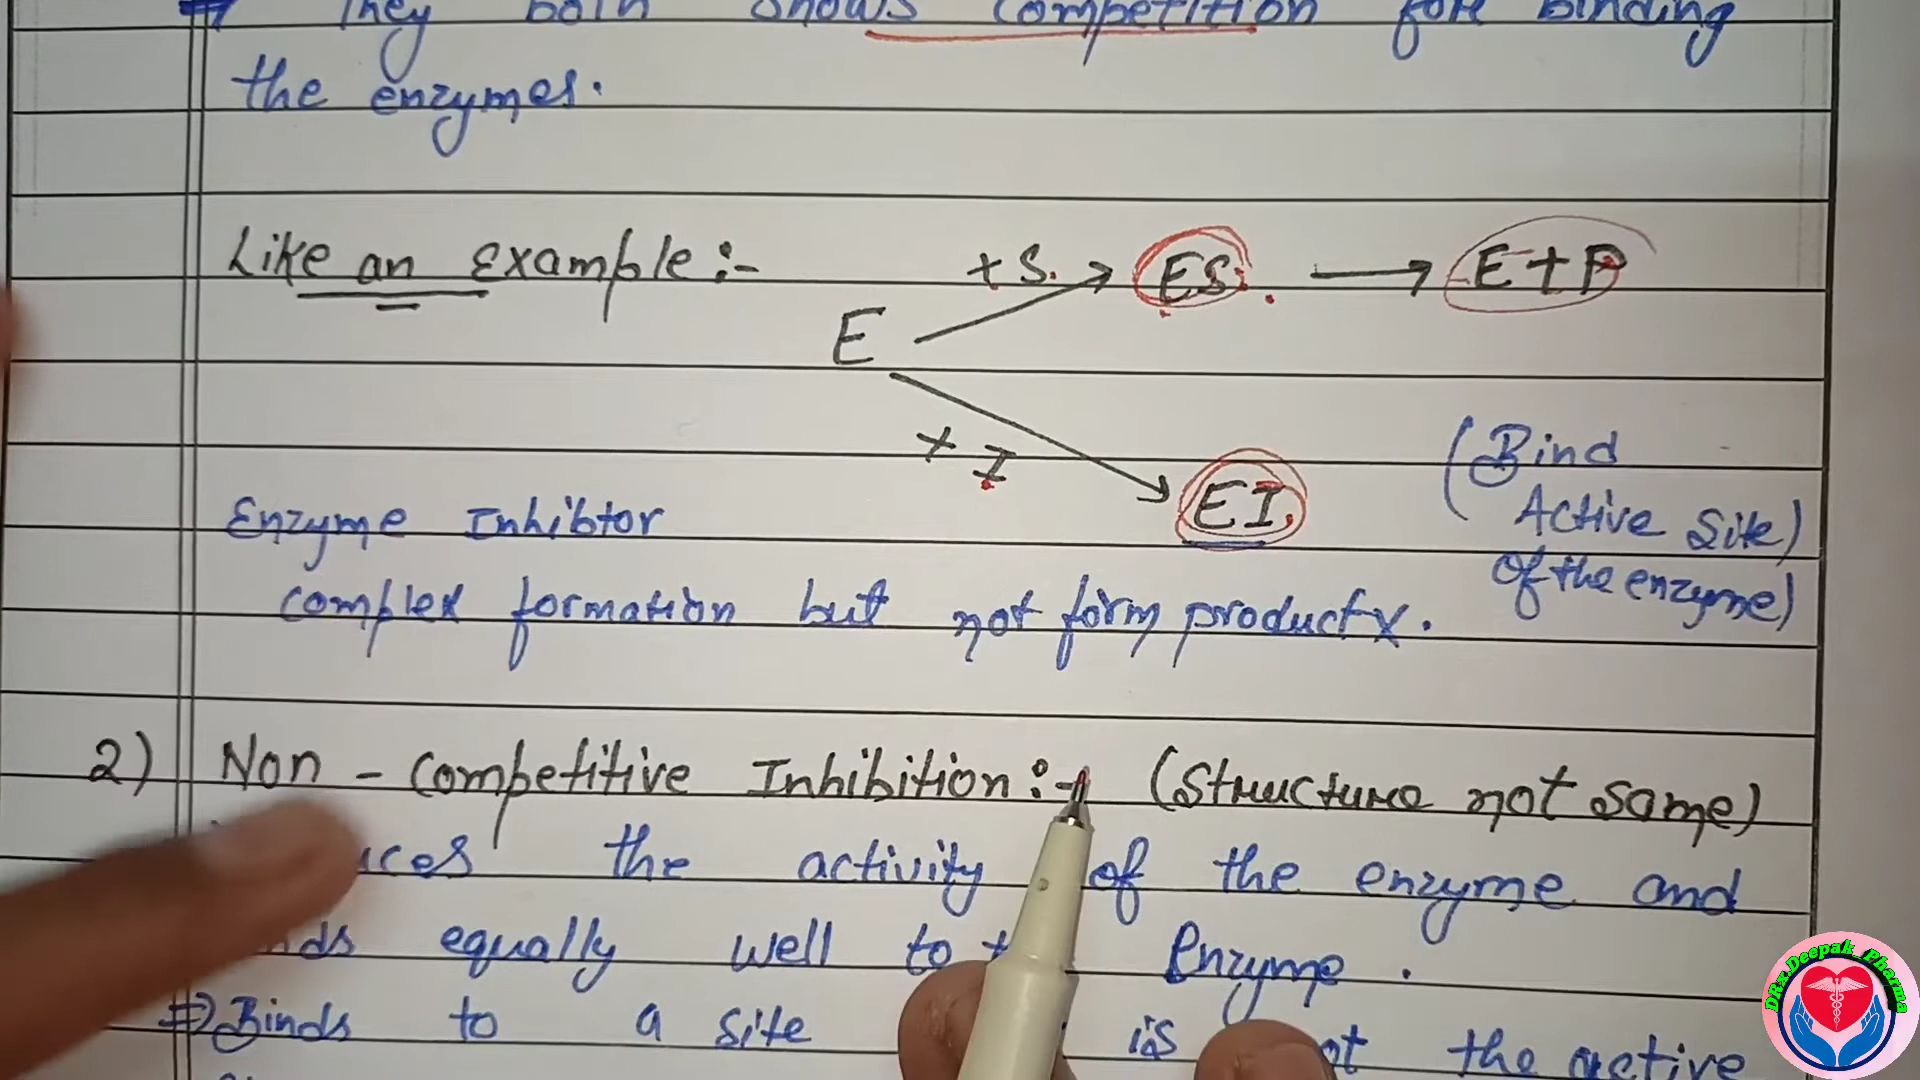 They both shows competition for binding
the enzymes.
Like an example:-
+ S. ES. → E+P
E
+ I
EI.
(Bind
Active Site)
of the enzyme)
Enzyme Inhibtor
complex formation but not form product x.
2) Non - Competitive Inhibition:- (Structure not same)
the activity of the enzyme and
equally well to Enzyme.
⇒ Binds to a site is the active
DRx.Deepak_Pharma